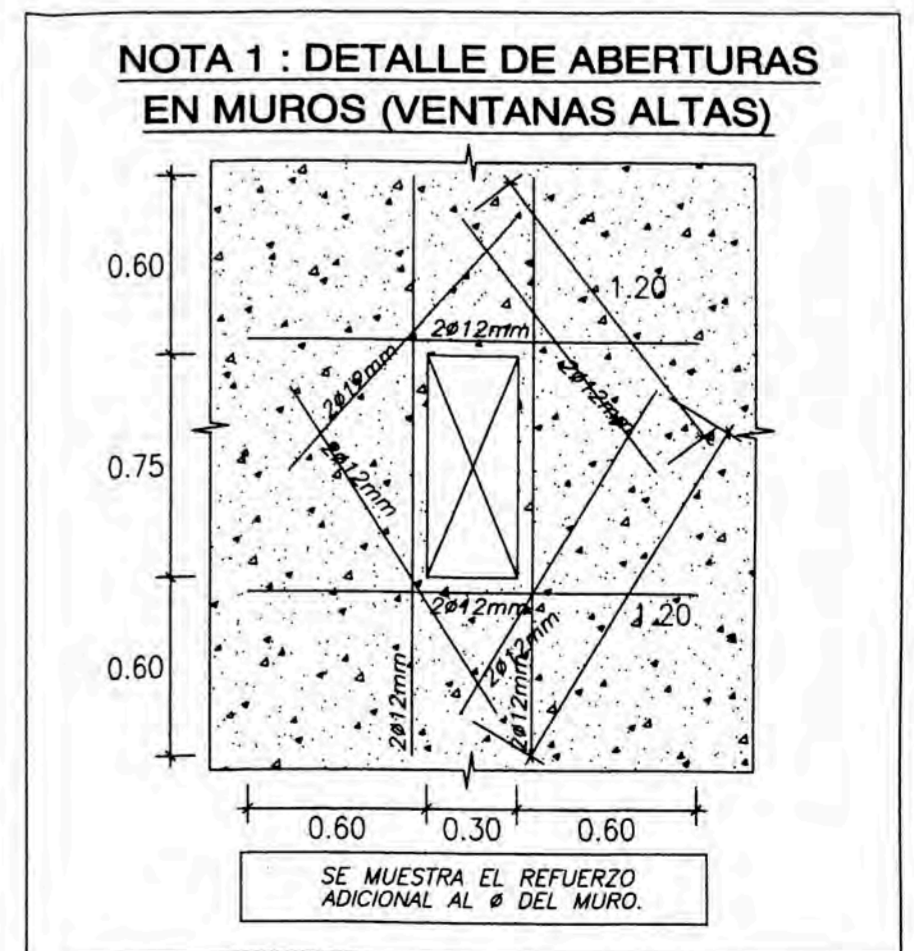 NOTA 1 : DETALLE DE ABERTURAS
EN MUROS (VENTANAS ALTAS)
0.60
1.20
2ø12mm
2ø12mm
2ø12mm
0.75
2ø12mm
2ø12mm
1.20
2ø12mm
0.60
2ø12mm
2ø12mm
0.60
0.30
0.60
SE MUESTRA EL REFUERZO
ADICIONAL AL ø DEL MURO.